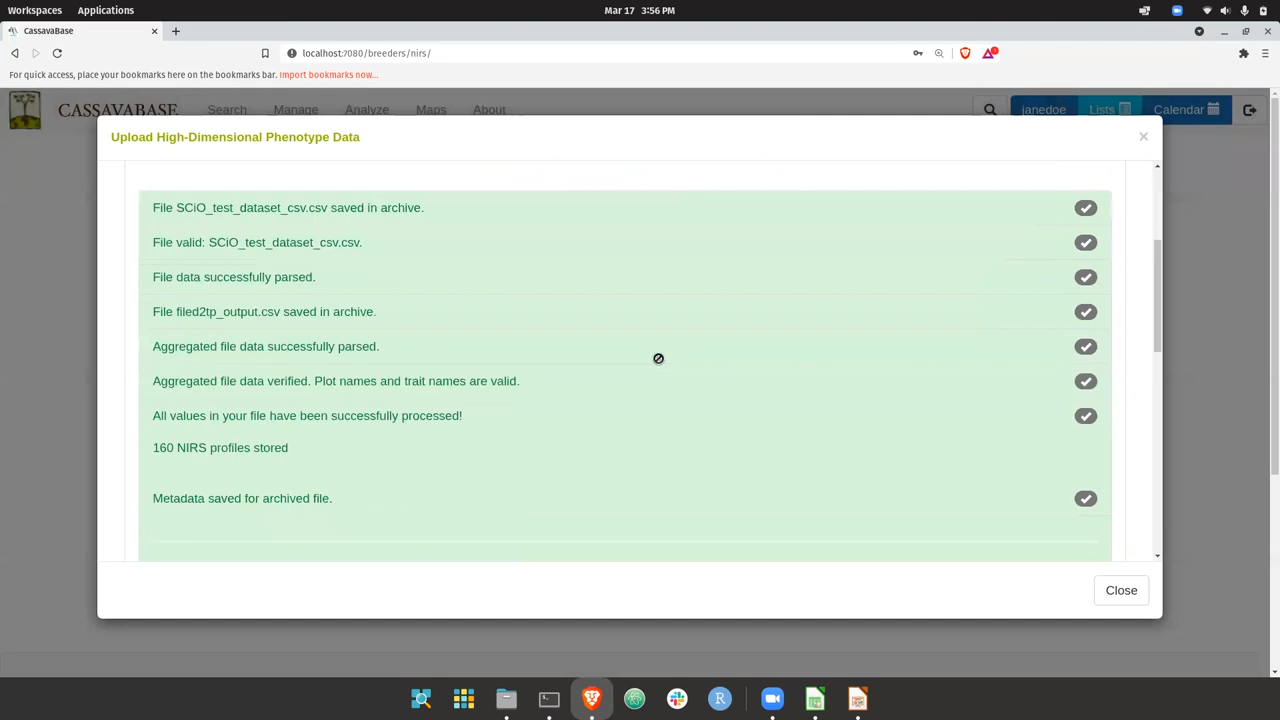 Workspaces Applications Mar 17 3:56 PM
CassavaBase
localhost:7080/breeders/nirs/
For quick access, place your bookmarks here on the bookmarks bar. Import bookmarks now...
CASSAVABASE Search Manage Analyze Maps About janedoe Lists Calendar
Upload High-Dimensional Phenotype Data
File SCiO_test_dataset_csv.csv saved in archive.
File valid: SCiO_test_dataset_csv.csv.
File data successfully parsed.
File filed2tp_output.csv saved in archive.
Aggregated file data successfully parsed.
Aggregated file data verified. Plot names and trait names are valid.
All values in your file have been successfully processed!
160 NIRS profiles stored
Metadata saved for archived file.
Close